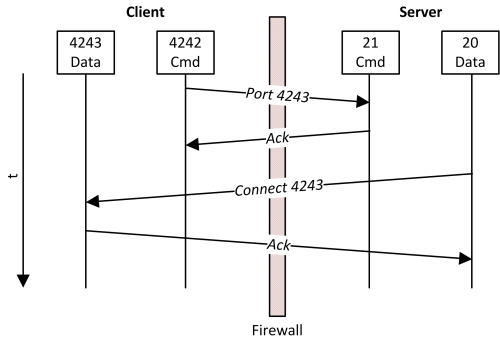 Client
Server
4243
Data
4242
Cmd
21
Cmd
20
Data
Port 4243
Ack
t
Connect 4243
Ack
Firewall